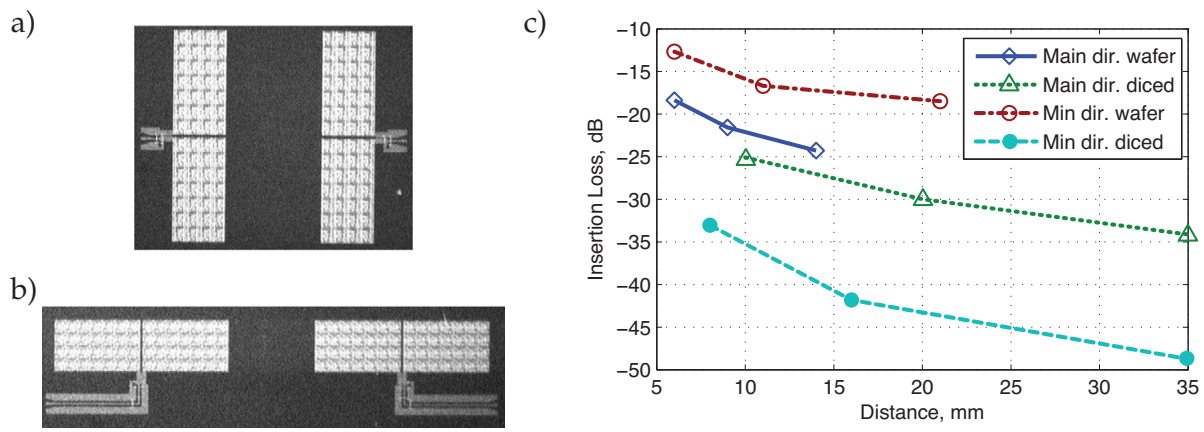 a)
b)
c)
Insertion Loss, dB
−10
−15
−20
−25
−30
−35
−40
−45
−50
5
10
15
20
25
30
35
Distance, mm
Main dir. wafer
Main dir. diced
Min dir. wafer
Min dir. diced